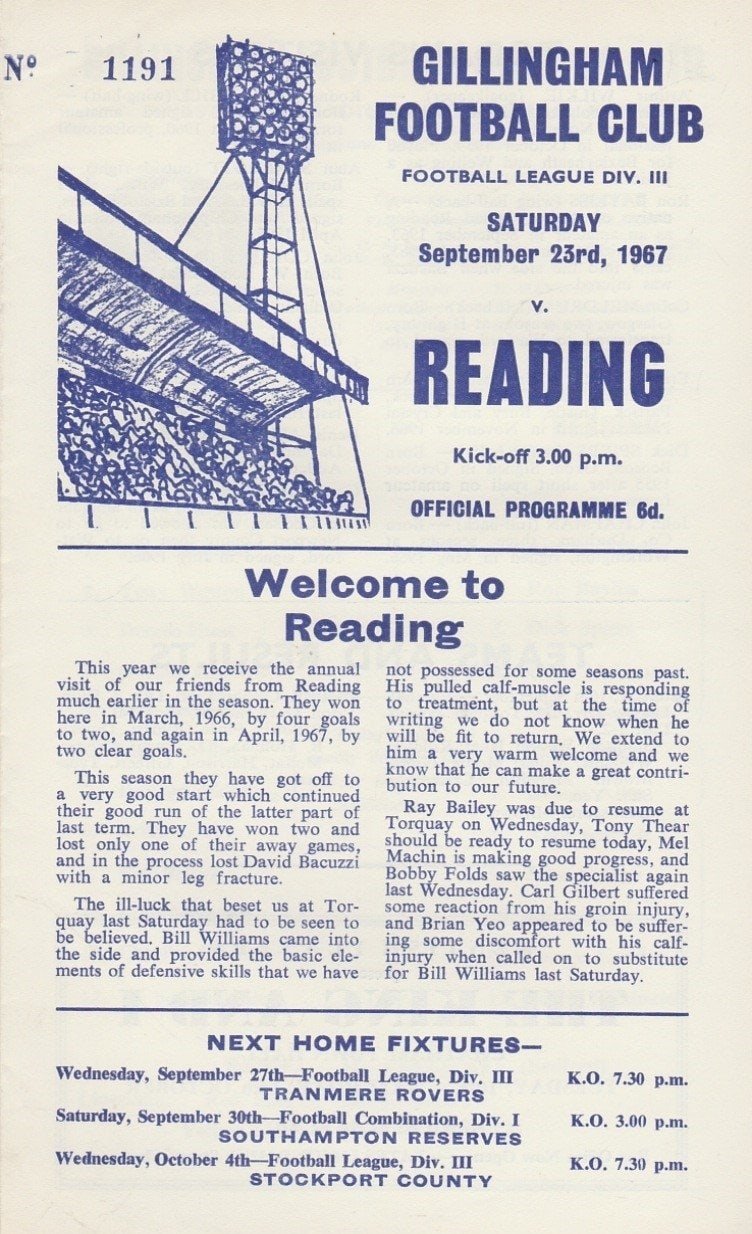 Nº 1191
GILLINGHAM
FOOTBALL CLUB
FOOTBALL LEAGUE DIV. III
SATURDAY
September 23rd, 1967
v.
READING
Kick-off 3.00 p.m.
OFFICIAL PROGRAMME 6d.
Welcome to
Reading
This year we receive the annual
visit of our friends from Reading
much earlier in the season. They won
here in March, 1966, by four goals
to two, and again in April, 1967, by
two clear goals.
This season they have got off to
a very good start which continued
their good run of the latter part of
last term. They have won two and
lost only one of their away games,
and in the process lost David Bacuzzi
with a minor leg fracture.
The ill-luck that beset us at Tor-
quay last Saturday had to be seen to
be believed. Bill Williams came into
the side and provided the basic ele-
ments of defensive skills that we have
not possessed for some seasons past.
His pulled calf-muscle is responding
to treatment, but at the time of
writing we do not know when he
will be fit to return. We extend to
him a very warm welcome and we
know that he can make a great contri-
bution to our future.
Ray Bailey was due to resume at
Torquay on Wednesday, Tony Thear
should be ready to resume today, Mel
Machin is making good progress, and
Bobby Folds saw the specialist again
last Wednesday. Carl Gilbert suffered
some reaction from his groin injury,
and Brian Yeo appeared to be suffer-
ing some discomfort with his calf-
injury when called on to substitute
for Bill Williams last Saturday.
NEXT HOME FIXTURES—
Wednesday, September 27th—Football League, Div. III K.O. 7.30 p.m.
TRANMERE ROVERS
Saturday, September 30th—Football Combination, Div. I K.O. 3.00 p.m.
SOUTHAMPTON RESERVES
Wednesday, October 4th—Football League, Div. III K.O. 7.30 p.m.
STOCKPORT COUNTY